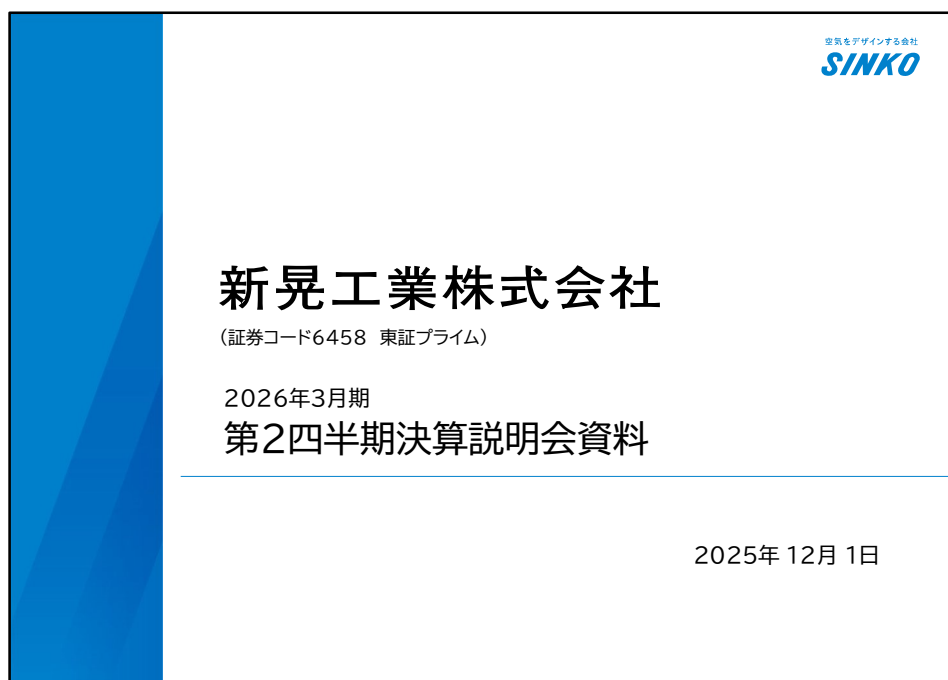 空気をデザインする会社
SINKO
新晃工業株式会社
（証券コード6458 東証プライム）
2026年3月期
第2四半期決算説明会資料
2025年 12月 1日